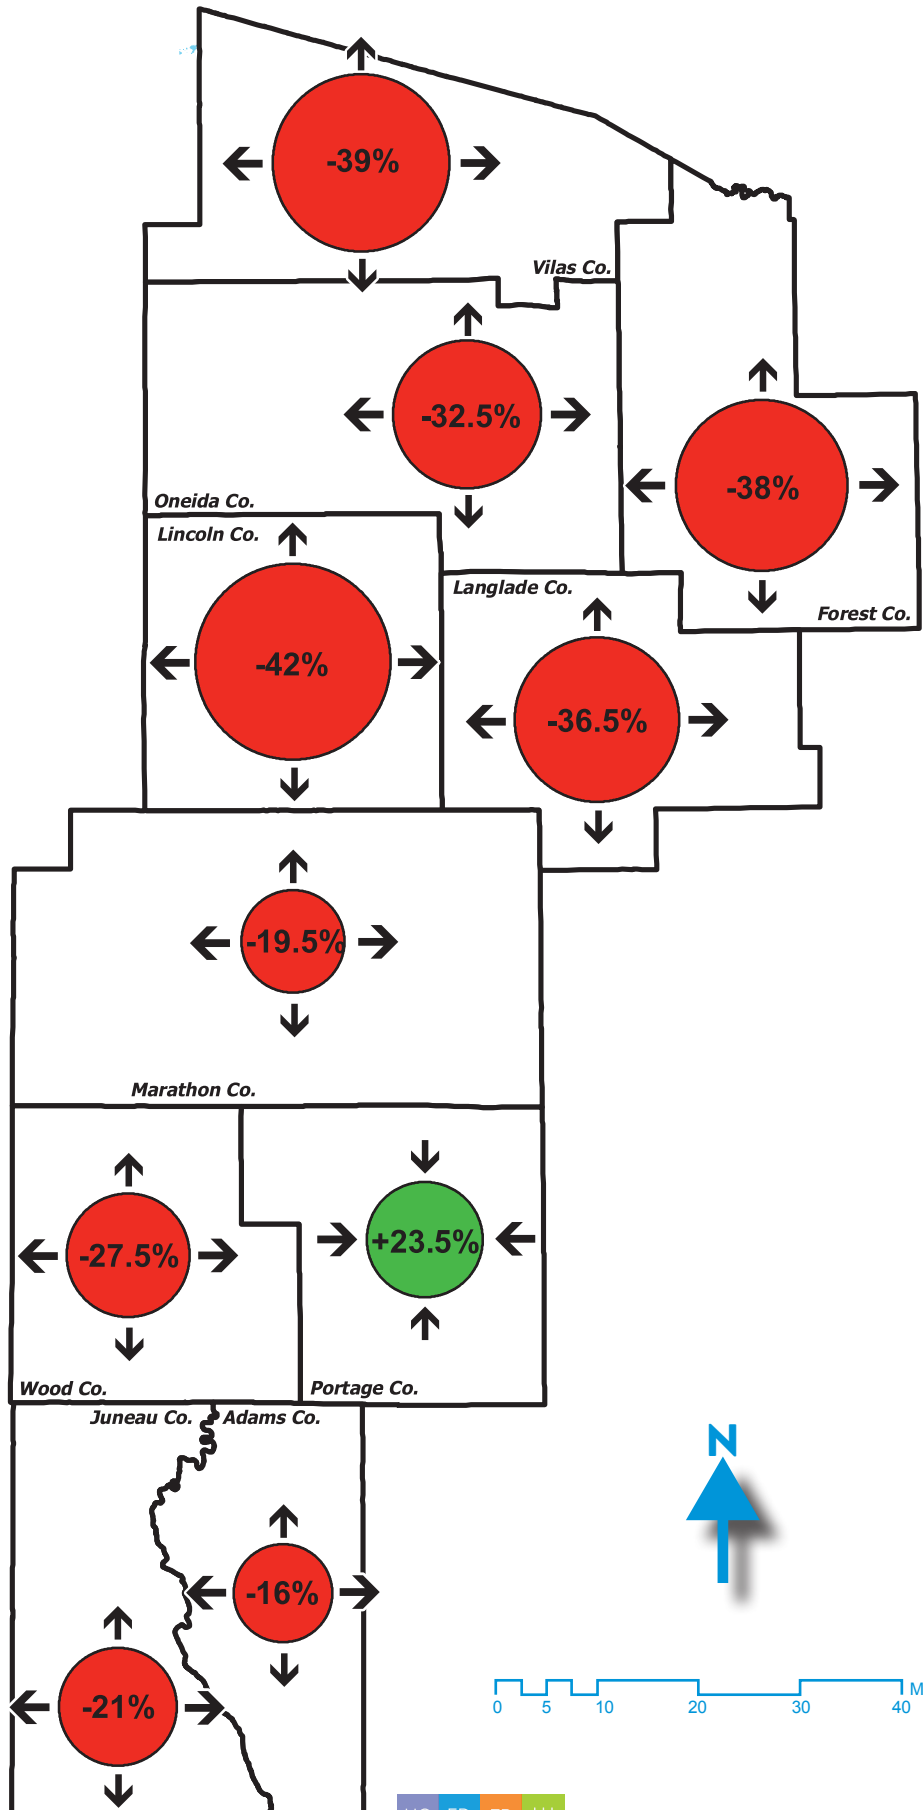 -39%
Vilas Co.
-32.5%
-38%
Oneida Co.
Lincoln Co.
Langlade Co.
Forest Co.
-42%
-36.5%
-19.5%
Marathon Co.
-27.5%
+23.5%
Wood Co.
Portage Co.
Juneau Co.
Adams Co.
N
-16%
-21%
M
0 5 10 20 30 40